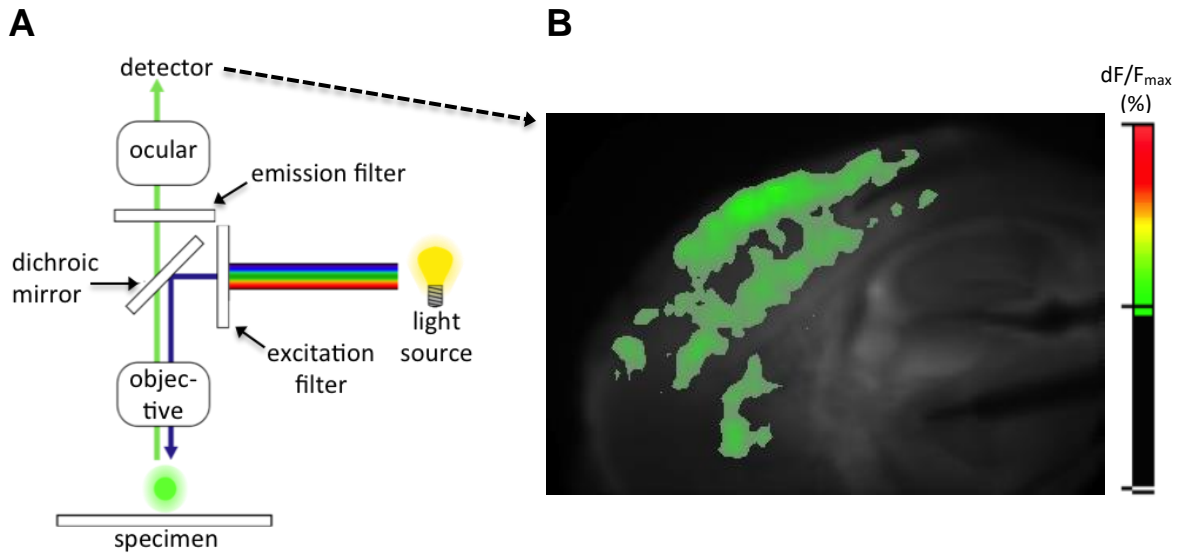 A
detector
ocular
emission filter
dichroic
mirror
light
source
excitation
filter
objec-
tive
specimen
B
dF/Fmax
(%)